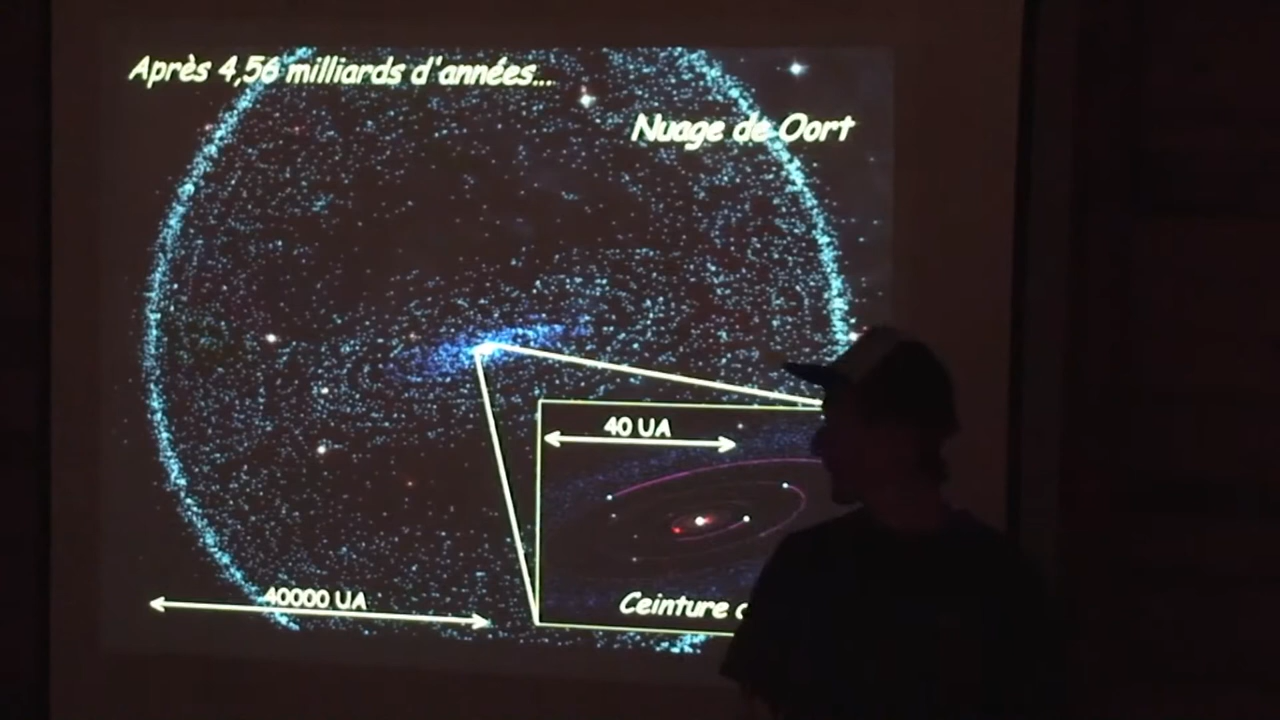 Après 4,56 milliards d'années...
Nuage de Oort
40 UA
40000 UA
Ceinture